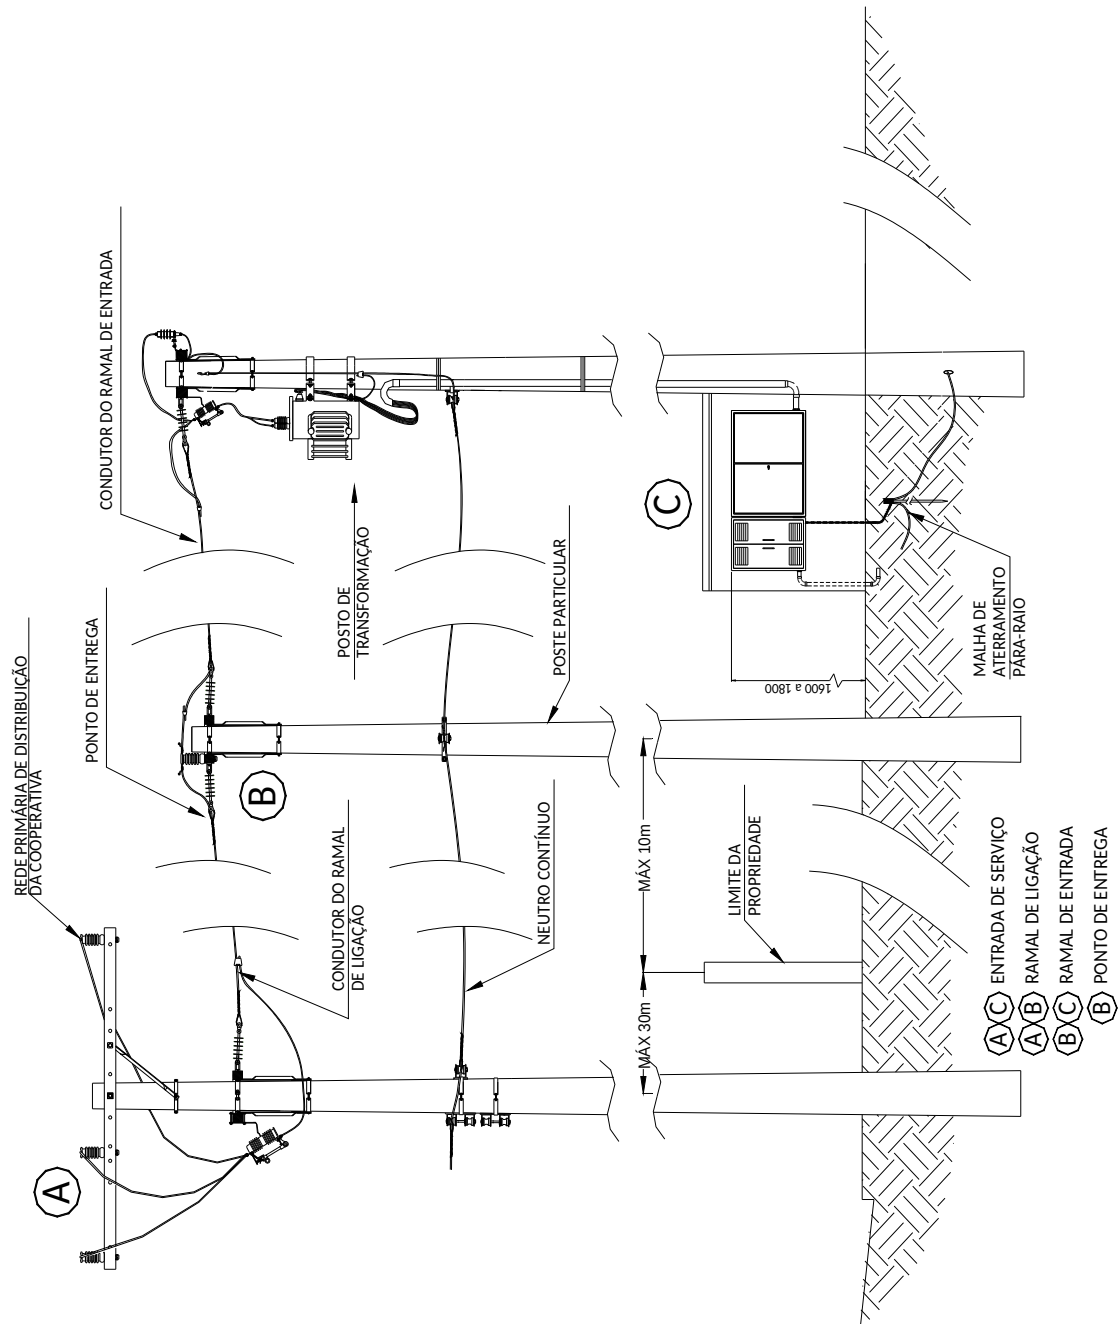 REDE PRIMÁRIA DE DISTRIBUIÇÃO
DA COOPERATIVA
PONTO DE ENTREGA
CONDUTOR DO RAMAL DE ENTRADA
A
B
C
CONDUTOR DO RAMAL
DE LIGAÇÃO
POSTO DE
TRANSFORMAÇÃO
NEUTRO CONTÍNUO
POSTE PARTICULAR
MÁX 30m
MÁX 10m
LIMITE DA
PROPRIEDADE
1600 a 1800
MALHA DE
ATERRAMENTO
PÁRA-RAIO
A C ENTRADA DE SERVIÇO
A B RAMAL DE LIGAÇÃO
B C RAMAL DE ENTRADA
B PONTO DE ENTREGA